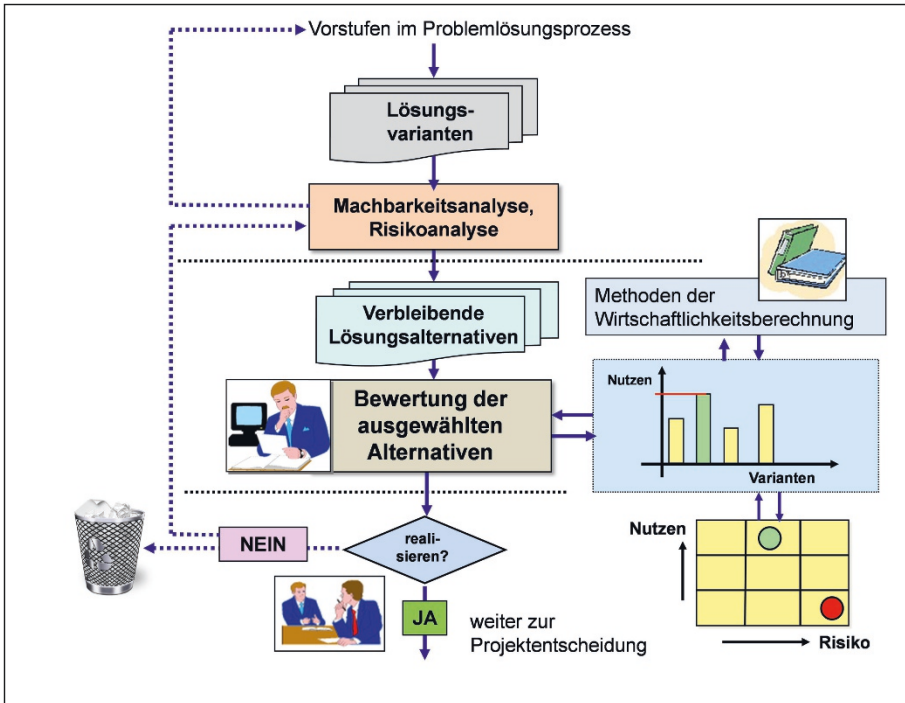 Vorstufen im Problemlösungsprozess
Lösungs-
varianten
Machbarkeitsanalyse,
Risikoanalyse
Verbleibende
Lösungsalternativen
Methoden der
Wirtschaftlichkeitsberechnung
Bewertung der
ausgewählten
Alternativen
Nutzen
Varianten
NEIN
reali-
sieren?
JA
weiter zur
Projektentscheidung
Nutzen
Risiko